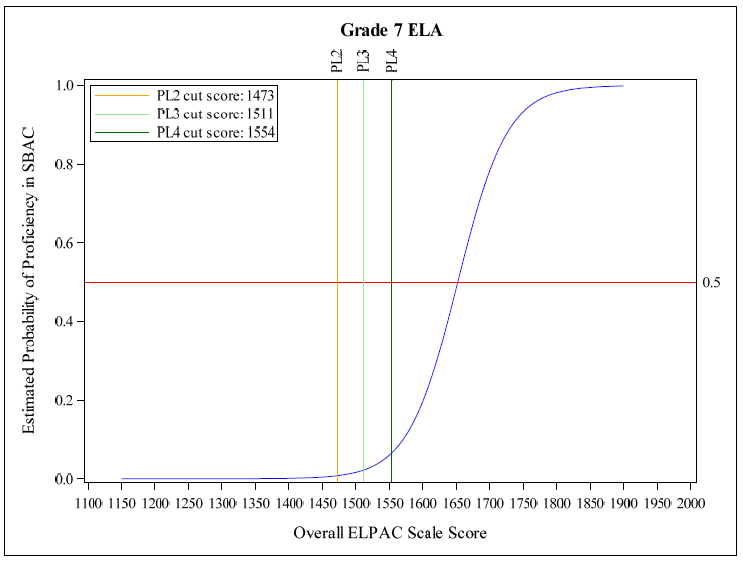 Grade 7 ELA
PL2
PL3
PL4
PL2 cut score: 1473
PL3 cut score: 1511
PL4 cut score: 1554
Estimated Probability of Proficiency in SBAC
1.0
0.8
0.6
0.4
0.2
0.0
0.5
1100 1150 1200 1250 1300 1350 1400 1450 1500 1550 1600 1650 1700 1750 1800 1850 1900 1950 2000
Overall ELPAC Scale Score